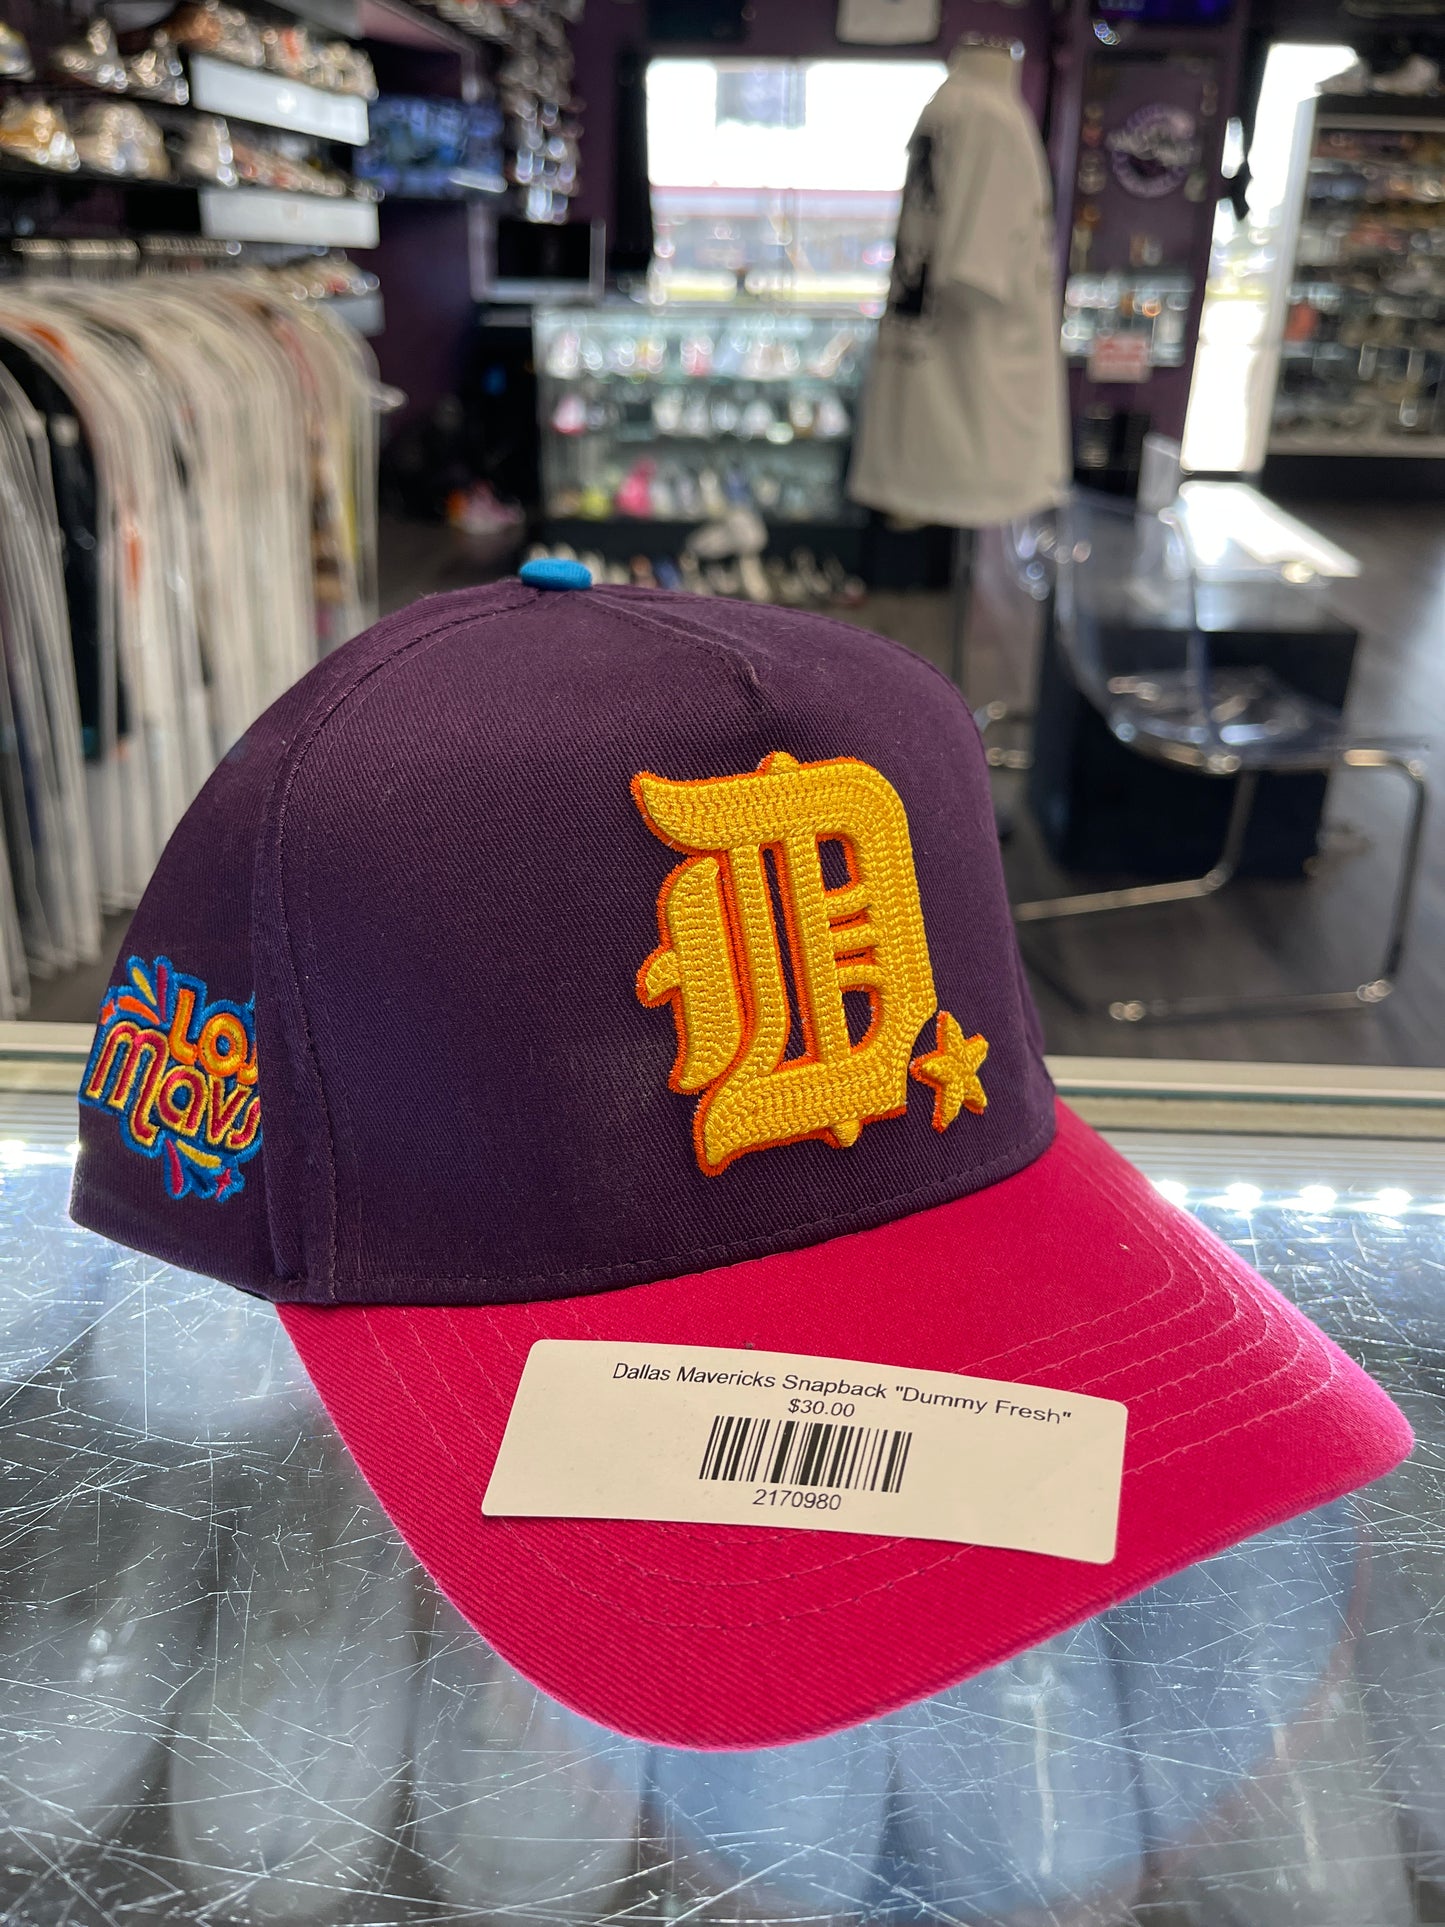 D
Los
Mavs
Dallas Mavericks Snapback "Dummy Fresh"
$30.00
2170980